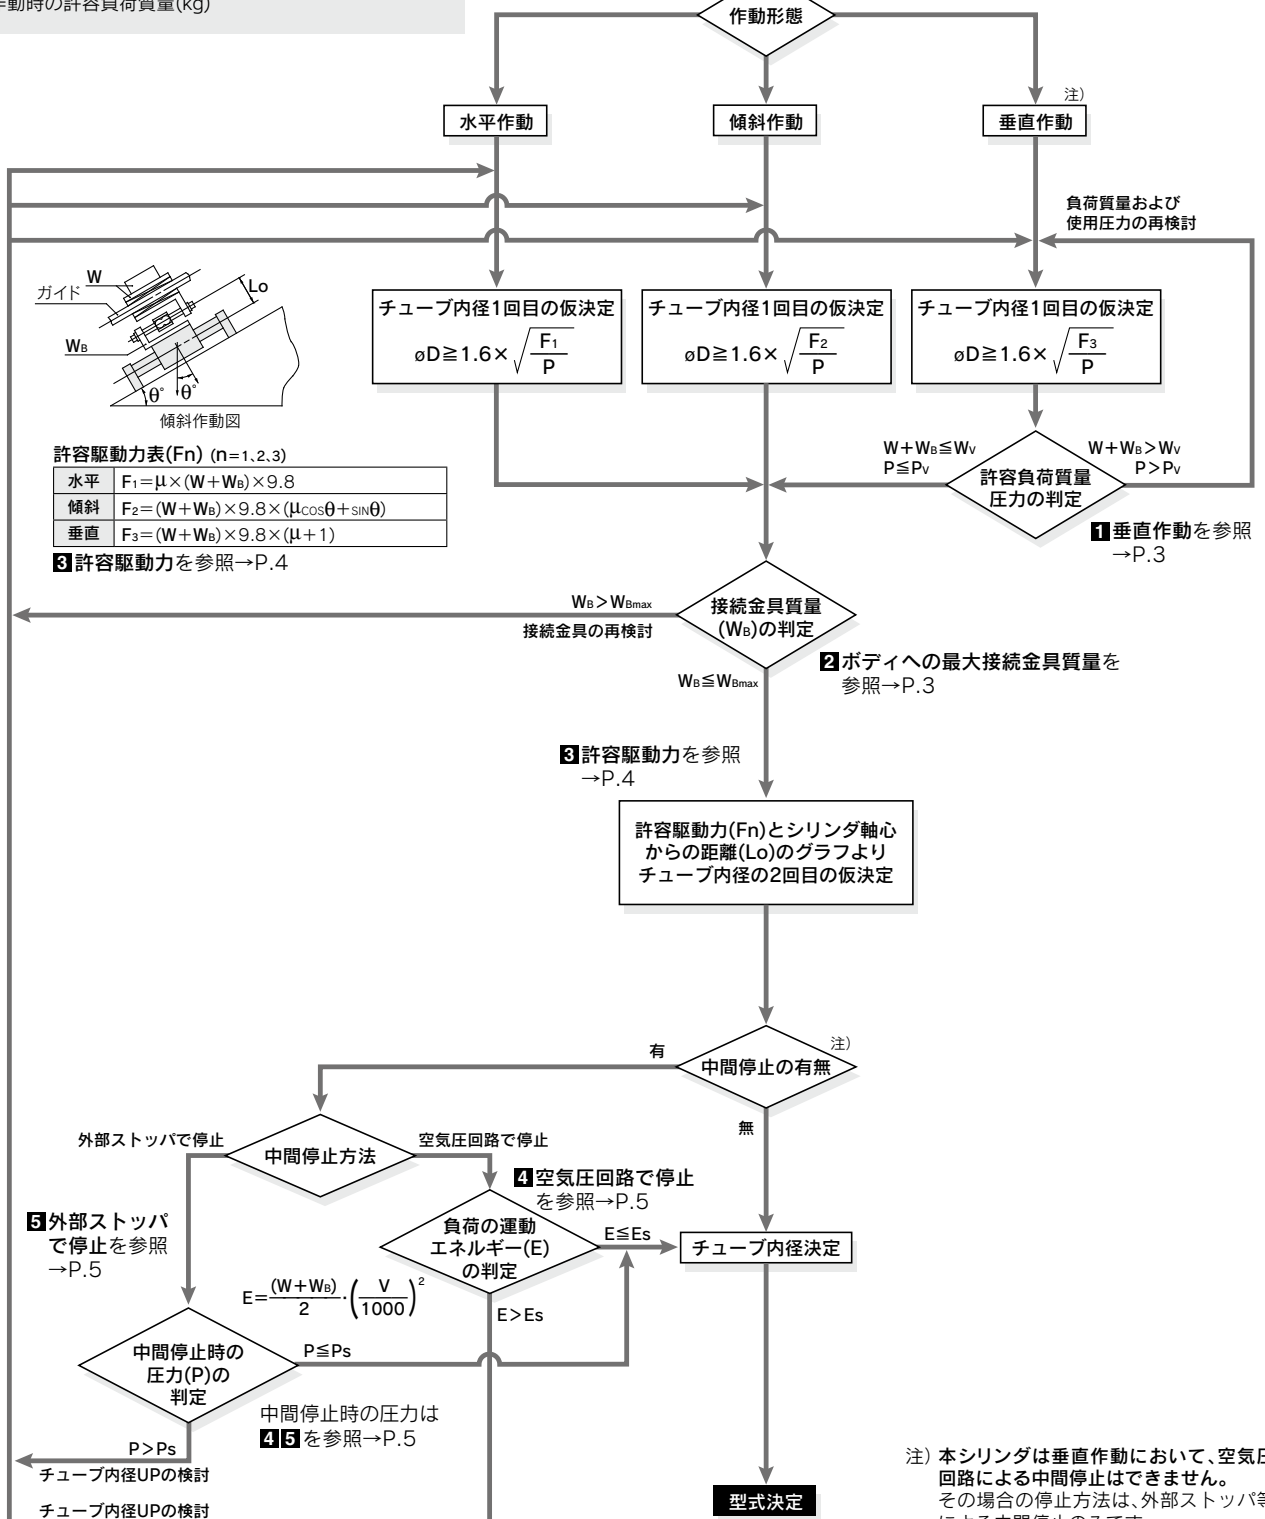 動時の許容負荷質量(kg)
作動形態
水平作動
傾斜作動
注)
垂直作動
負荷質量および
使用圧力の再検討
W
ガイド
Lo
WB
θ°
θ°
傾斜作動図
チューブ内径1回目の仮決定
øD≧1.6×√F1/P
チューブ内径1回目の仮決定
øD≧1.6×√F2/P
チューブ内径1回目の仮決定
øD≧1.6×√F3/P
許容駆動力表(Fn) (n=1,2,3)
水平 F1=μ×(W+WB)×9.8
傾斜 F2=(W+WB)×9.8×(μCOSθ+SINθ)
垂直 F3=(W+WB)×9.8×(μ+1)
3 許容駆動力を参照→P.4
W+WB≦WV
P≦PV
W+WB>WV
P>PV
許容負荷質量
圧力の判定
1 垂直作動を参照
→P.3
WB>WBmax
接続金具の再検討
接続金具質量
(WB)の判定
WB≦WBmax
2 ボディへの最大接続金具質量を
参照→P.3
3 許容駆動力を参照
→P.4
許容駆動力(Fn)とシリンダ軸心
からの距離(Lo)のグラフより
チューブ内径の2回目の仮決定
有
中間停止の有無
注)
無
外部ストッパで停止
中間停止方法
空気圧回路で停止
4 空気圧回路で停止
を参照→P.5
5 外部ストッパ
で停止を参照
→P.5
負荷の運動
エネルギー(E)
の判定
E≦Es
チューブ内径決定
E=(W+WB)/2・(V/1000)²
E>Es
中間停止時の
圧力(P)の
判定
P≦Ps
中間停止時の圧力は
4 5 を参照→P.5
P>Ps
チューブ内径UPの検討
チューブ内径UPの検討
型式決定
注) 本シリンダは垂直作動において、空気圧
回路による中間停止はできません。
その場合の停止方法は、外部ストッパ等
による中間停止のみです